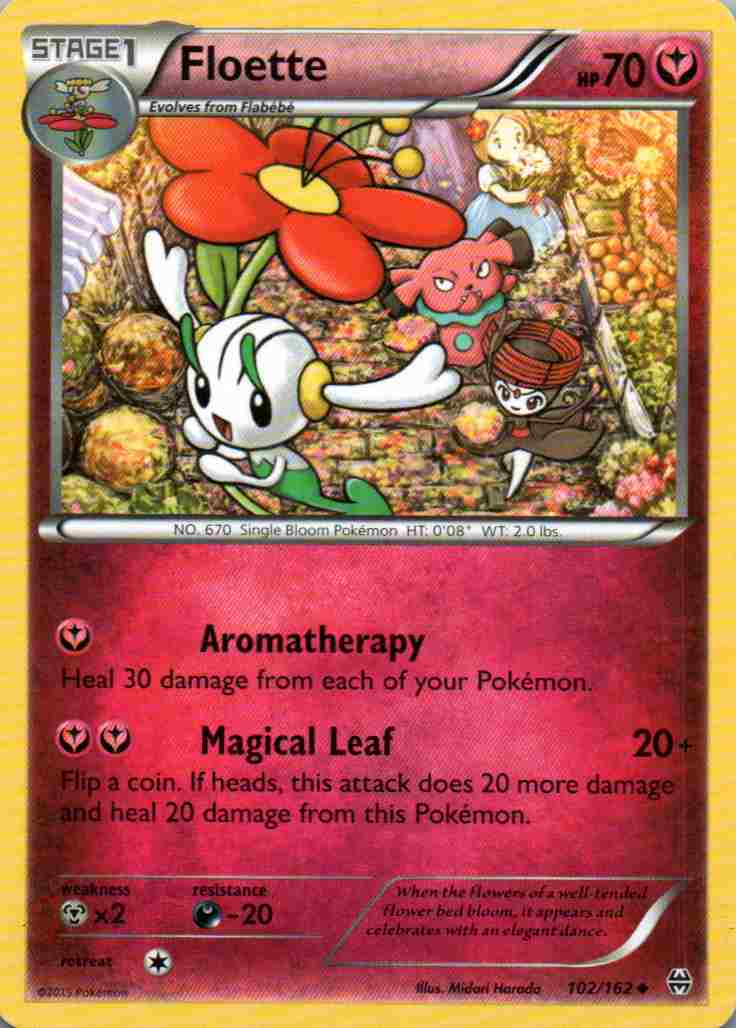 STAGE1
Floette
HP70
Evolves from Flabébé
NO. 670 Single Bloom Pokémon HT: 0'08" WT: 2.0 lbs.
Aromatherapy
Heal 30 damage from each of your Pokémon.
Magical Leaf 20+
Flip a coin. If heads, this attack does 20 more damage
and heal 20 damage from this Pokémon.
weakness
×2
resistance
-20
retreat
When the flowers of a well-tended
flower bed bloom, it appears and
celebrates with an elegant dance.
©2015 Pokémon
Illus. Midori Harada
102/162